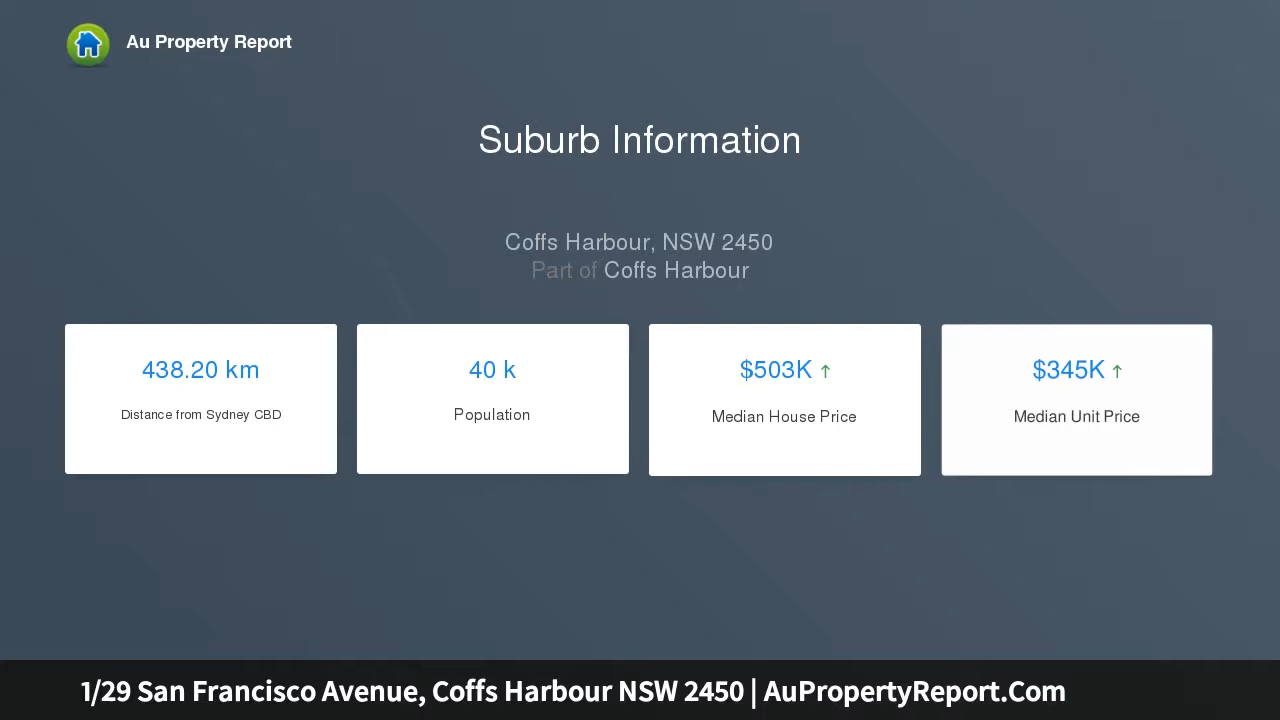 Au Property Report
Suburb Information
Coffs Harbour, NSW 2450
Part of Coffs Harbour
438.20 km
Distance from Sydney CBD
40 k
Population
$503K ↑
Median House Price
$345K ↑
Median Unit Price
1/29 San Francisco Avenue, Coffs Harbour NSW 2450 | AuPropertyReport.Com